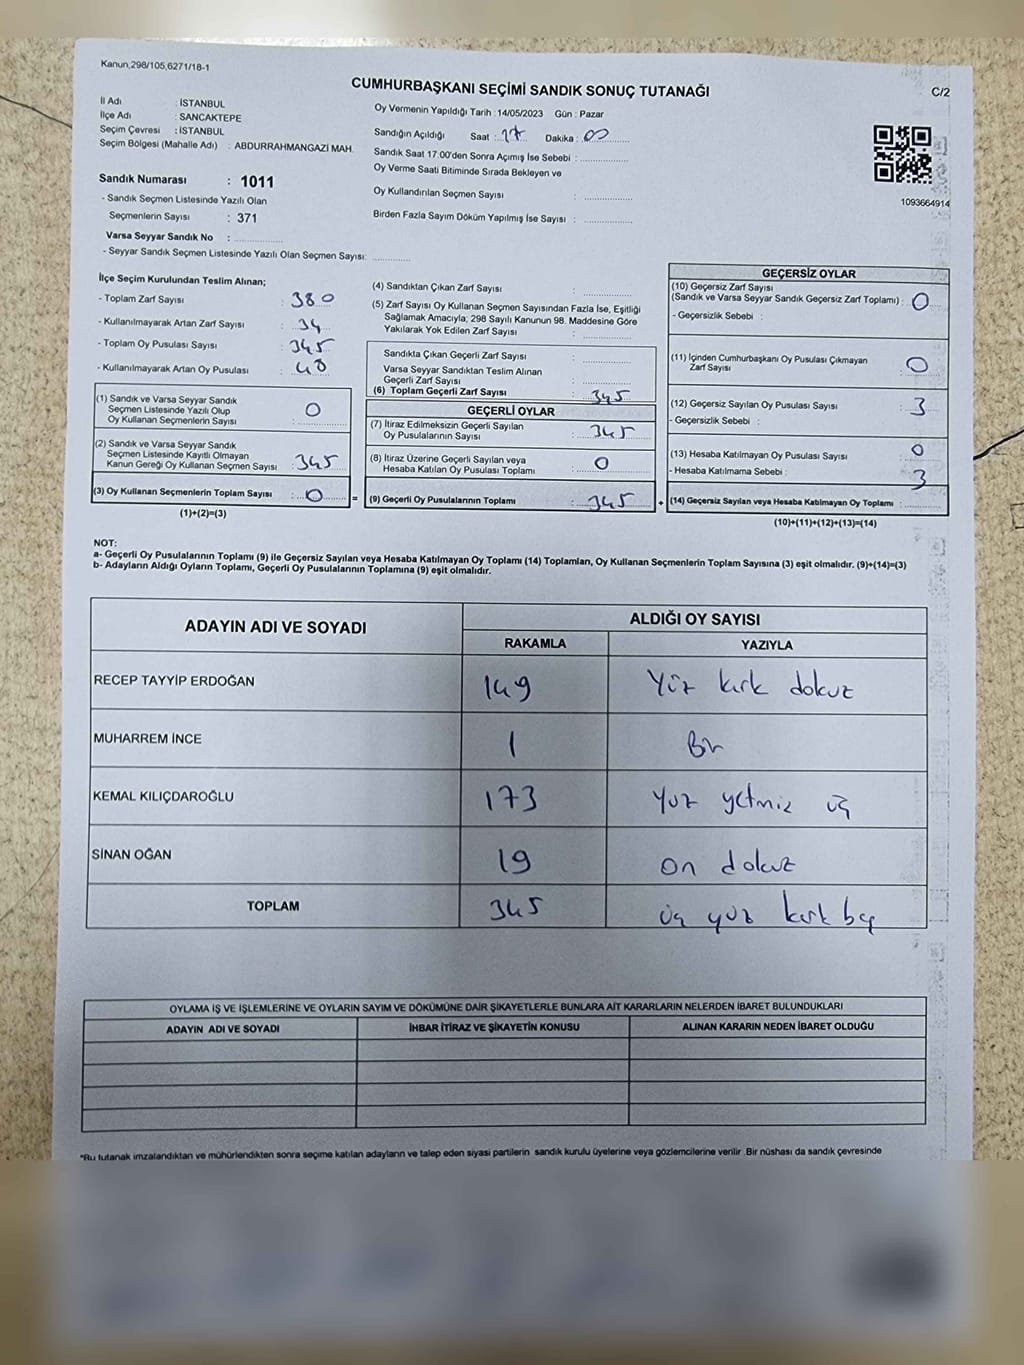 Kanun,298/105,6271/18-1
CUMHURBAŞKANI SEÇİMİ SANDIK SONUÇ TUTANAĞI
C/2
İl Adı : İSTANBUL
İlçe Adı : SANCAKTEPE
Seçim Çevresi : İSTANBUL
Seçim Bölgesi (Mahalle Adı) : ABDURRAHMANGAZİ MAH.
Sandık Numarası : 1011
- Sandık Seçmen Listesinde Yazılı Olan
Seçmenlerin Sayısı : 371
Varsa Seyyar Sandık No :
- Seyyar Sandık Seçmen Listesinde Yazılı Olan Seçmen Sayısı:
Oy Vermenin Yapıldığı Tarih :14/05/2023 Gün : Pazar
Sandığın Açıldığı Saat : 17 Dakika : 00
Sandık Saat 17:00'den Sonra Açımış İse Sebebi :
Oy Verme Saati Bitiminde Sırada Bekleyen ve
Oy Kullandırılan Seçmen Sayısı :
Birden Fazla Sayım Döküm Yapılmış İse Sayısı :
1093664914
İlçe Seçim Kurulundan Teslim Alınan;
- Toplam Zarf Sayısı : 380
- Kullanılmayarak Artan Zarf Sayısı : 34
- Toplam Oy Pusulası Sayısı : 345
- Kullanılmayarak Artan Oy Pusulası : 48
(1) Sandık ve Varsa Seyyar Sandık
Seçmen Listesinde Yazılı Olup
Oy Kullanan Seçmenlerin Sayısı : 0
(2) Sandık ve Varsa Seyyar Sandık
Seçmen Listesinde Kayıtlı Olmayan
Kanun Gereği Oy Kullanan Seçmen Sayısı : 345
(3) Oy Kullanan Seçmenlerin Toplam Sayısı : 0
(1)+(2)=(3)
=
(4) Sandıktan Çıkan Zarf Sayısı :
(5) Zarf Sayısı Oy Kullanan Seçmen Sayısından Fazla İse, Eşitliği
Sağlamak Amacıyla, 298 Sayılı Kanunun 98. Maddesine Göre
Yakılarak Yok Edilen Zarf Sayısı :
Sandıkta Çıkan Geçerli Zarf Sayısı :
Varsa Seyyar Sandıktan Teslim Alınan
Geçerli Zarf Sayısı :
(6) Toplam Geçerli Zarf Sayısı : 345
GEÇERLİ OYLAR
(7) İtiraz Edilmeksizin Geçerli Sayılan
Oy Pusulalarının Sayısı : 345
(8) İtiraz Üzerine Geçerli Sayılan veya
Hesaba Katılan Oy Pusulası Toplamı : 0
(9) Geçerli Oy Pusulalarının Toplamı : 345
+
GEÇERSİZ OYLAR
(10) Geçersiz Zarf Sayısı
(Sandık ve Varsa Seyyar Sandık Geçersiz Zarf Toplamı) : 0
- Geçersizlik Sebebi :
(11) İçinden Cumhurbaşkanı Oy Pusulası Çıkmayan
Zarf Sayısı : 0
(12) Geçersiz Sayılan Oy Pusulası Sayısı : 3
- Geçersizlik Sebebi :
(13) Hesaba Katılmayan Oy Pusulası Sayısı : 0
- Hesaba Katılmama Sebebi :
(14) Geçersiz Sayılan veya Hesaba Katılmayan Oy Toplamı : 3
(10)+(11)+(12)+(13)=(14)
NOT:
a- Geçerli Oy Pusulalarının Toplamı (9) ile Geçersiz Sayılan veya Hesaba Katılmayan Oy Toplamı (14) Toplamları, Oy Kullanan Seçmenlerin Toplam Sayısına (3) eşit olmalıdır. (9)+(14)=(3)
b- Adayların Aldığı Oyların Toplamı, Geçerli Oy Pusulalarının Toplamına (9) eşit olmalıdır.
ADAYIN ADI VE SOYADI
ALDIĞI OY SAYISI
RAKAMLA YAZIYLA
RECEP TAYYİP ERDOĞAN 149 Yüz kırk dokuz
MUHARREM İNCE 1 Bir
KEMAL KILIÇDAROĞLU 173 Yüz yetmiz üç
SİNAN OĞAN 19 on dokuz
TOPLAM 345 üç yüz kırk beş
OYLAMA İŞ VE İŞLEMLERİNE VE OYLARIN SAYIM VE DÖKÜMÜNE DAİR ŞİKAYETLERLE BUNLARA AİT KARARLARIN NELERDEN İBARET BULUNDUKLARI
ADAYIN ADI VE SOYADI İHBAR İTİRAZ VE ŞİKAYETİN KONUSU ALINAN KARARIN NEDEN İBARET OLDUĞU
*Bu tutanak imzalandıktan ve mühürlendikten sonra seçime katılan adayların ve talep eden siyasi partilerin sandık kurulu üyelerine veya gözlemcilerine verilir .Bir nüshası da sandık çevresinde